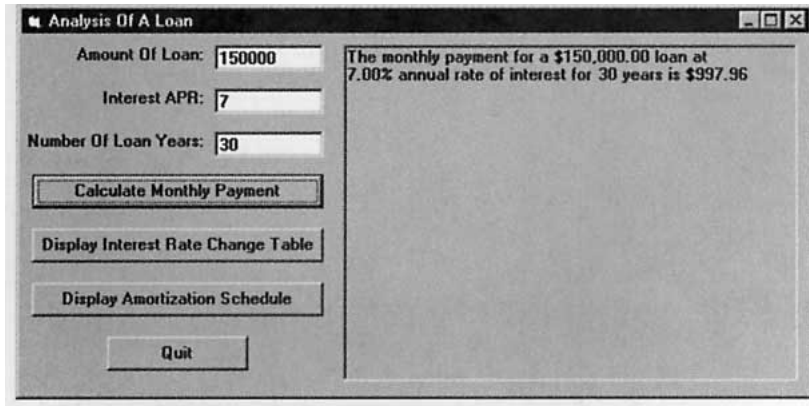 Analysis Of A Loan
Amount Of Loan: 150000
Interest APR: 7
Number Of Loan Years: 30
Calculate Monthly Payment
Display Interest Rate Change Table
Display Amortization Schedule
Quit
The monthly payment for a $150,000.00 loan at
7.00% annual rate of interest for 30 years is $997.96